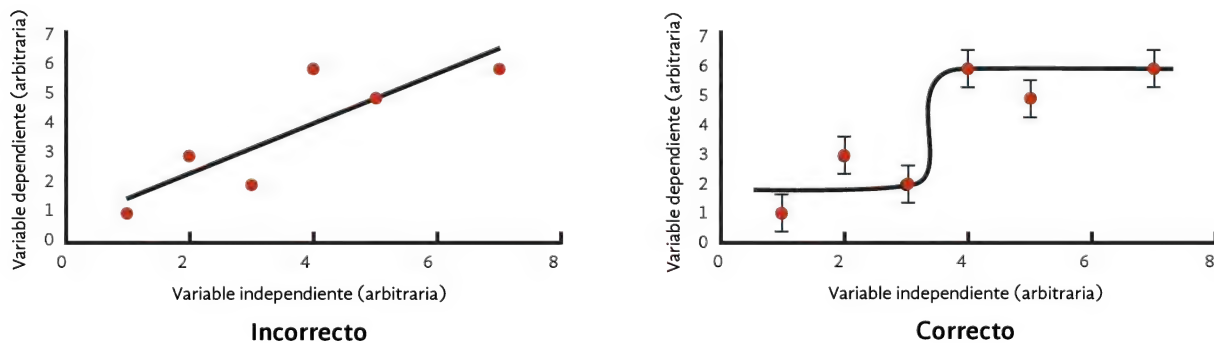 Variable dependiente (arbitraria)
7
6
5
4
3
2
1
0
0 2 4 6 8
Variable independiente (arbitraria)
Incorrecto
Variable dependiente (arbitraria)
7
6
5
4
3
2
1
0
0 2 4 6 8
Variable independiente (arbitraria)
Correcto